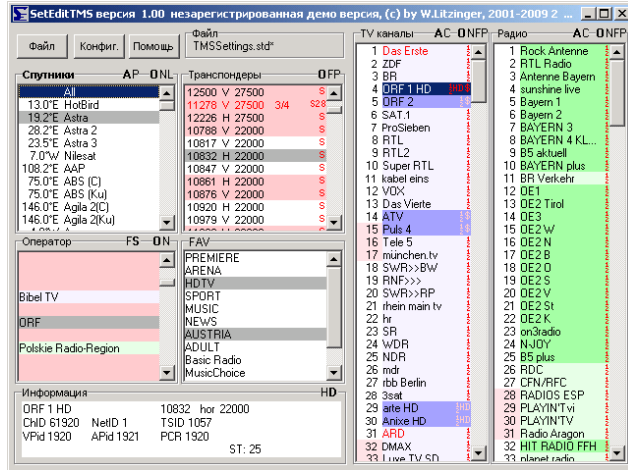 SetEditTMS версия 1.00 незарегистрированная демо версия, (c) by W.Litzinger, 2001-2009 2 ...
Файл
Конфиг.
Помощь
Файл
TMSSettings.std*
Спутники AP ONL
All
13.0°E HotBird
19.2°E Astra
28.2°E Astra 2
23.5°E Astra 3
7.0°W Nilesat
108.2°E AAP
75.0°E ABS (C)
75.0°E ABS (Ku)
146.0°E Agila 2(C)
146.0°E Agila 2(Ku)
Транспондеры OFP
12500 V 27500 S
11278 V 27500 3/4 S28
12226 H 27500 S
10788 V 22000 S
10817 V 22000 S
10832 H 22000 S
10847 V 22000 S
10861 H 22000 S
10876 V 22000 S
10920 H 22000 S
10979 V 22000 S
Оператор FS ON
Bibel TV
ORF
Polskie Radio-Region
FAV
PREMIERE
ARENA
HDTV
SPORT
MUSIC
NEWS
AUSTRIA
ADULT
Basic Radio
MusicChoice
Информация HD
ORF 1 HD 10832 hor 22000
ChID 61920 NetID 1 TSID 1057
VPid 1920 APid 1921 PCR 1920
ST: 25
TV каналы AC ONFP
1 Das Erste
2 ZDF
3 BR
4 ORF 1 HD
5 ORF 2
6 SAT.1
7 ProSieben
8 RTL
9 RTL2
10 Super RTL
11 kabel eins
12 VOX
13 Das Vierte
14 ATV
15 Puls 4
16 Tele 5
17 münchen.tv
18 SWR>>BW
19 RNF>>>
20 SWR>>RP
21 rhein main tv
22 hr
23 SR
24 WDR
25 NDR
26 mdr
27 rbb Berlin
28 3sat
29 arte HD
30 Anixe HD
31 ARD
32 DMAX
33 Luxe TV SD
Радио AC ONFP
1 Rock Antenne
2 RTL Radio
3 Antenne Bayern
4 sunshine live
5 Bayern 1
6 Bayern 2
7 BAYERN 3
8 BAYERN 4 KL...
9 B5 aktuell
10 BAYERN plus
11 BR Verkehr
12 OE1
13 OE2 Tirol
14 OE3
15 OE2 W
16 OE2 N
17 OE2 B
18 OE2 O
19 OE2 S
20 OE2 V
21 OE2 St
22 OE2 K
23 on3radio
24 N-JOY
25 B5 plus
26 RDC
27 CFN/RFC
28 RADIOS ESP
29 PLAYIN'Tvi
30 PLAYIN'TV
31 Radio Aragon
32 HIT RADIO FFH
33 planet radio